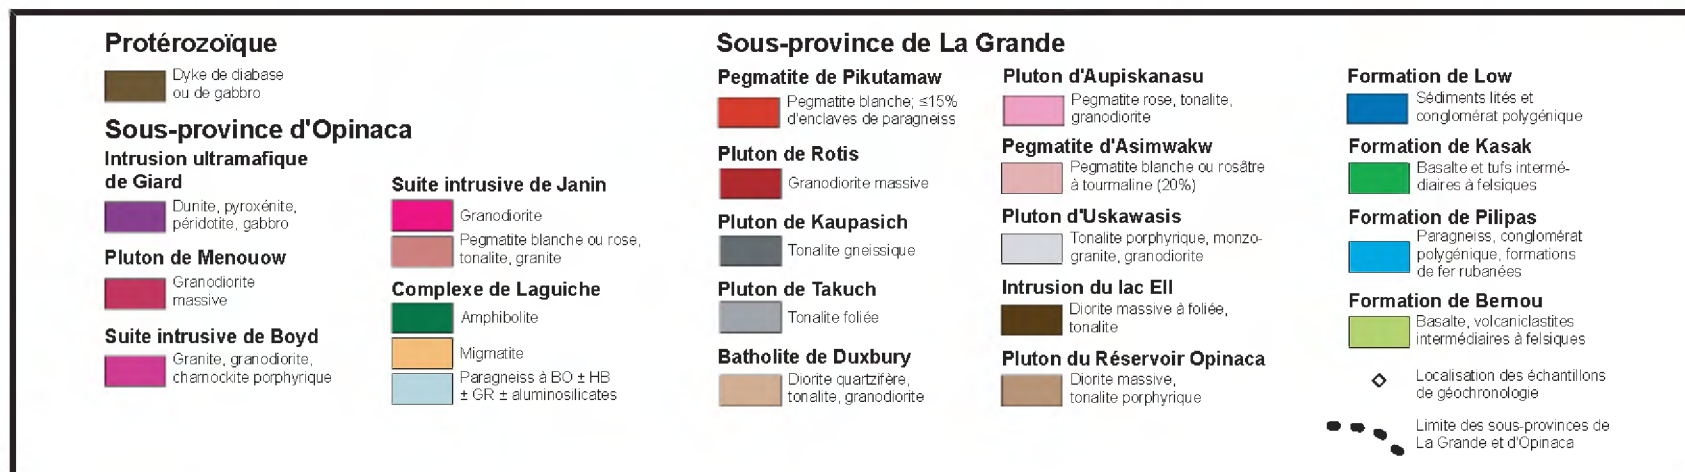 Protérozoïque
Dyke de diabase
ou de gabbro
Sous-province d'Opinaca
Intrusion ultramafique
de Giard
Dunite, pyroxénite,
péridotite, gabbro
Pluton de Menouow
Granodiorite
massive
Suite intrusive de Boyd
Granite, granodiorite,
charnockite porphyrique
Suite intrusive de Janin
Granodiorite
Pegmatite blanche ou rose,
tonalite, granite
Complexe de Laguiche
Amphibolite
Migmatite
Paragneiss à BO ± HB
± GR ± aluminosilicates
Sous-province de La Grande
Pegmatite de Pikutamaw
Pegmatite blanche; ≤15%
d'enclaves de paragneiss
Pluton de Rotis
Granodiorite massive
Pluton de Kaupasich
Tonalite gneissique
Pluton de Takuch
Tonalite foliée
Batholite de Duxbury
Diorite quartzifère,
tonalite, granodiorite
Pluton d'Aupiskanasu
Pegmatite rose, tonalite,
granodiorite
Pegmatite d'Asimwakw
Pegmatite blanche ou rosâtre
à tourmaline (20%)
Pluton d'Uskawasis
Tonalite porphyrique, monzo-
granite, granodiorite
Intrusion du lac Ell
Diorite massive à foliée,
tonalite
Pluton du Réservoir Opinaca
Diorite massive,
tonalite porphyrique
Formation de Low
Sédiments lités et
conglomérat polygénique
Formation de Kasak
Basalte et tufs intermé-
diaires à felsiques
Formation de Pilipas
Paragneiss, conglomérat
polygénique, formations
de fer rubanées
Formation de Bernou
Basalte, volcaniclastites
intermédiaires à felsiques
Localisation des échantillons
de géochronologie
Limite des sous-provinces de
La Grande et d'Opinaca